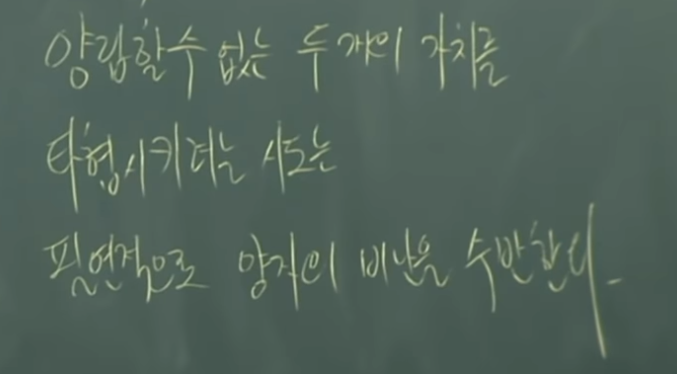 양립할수 없는 두 개의 가치를
타협시키려는 시도는
필연적으로 양자의 비난을 수반한다.